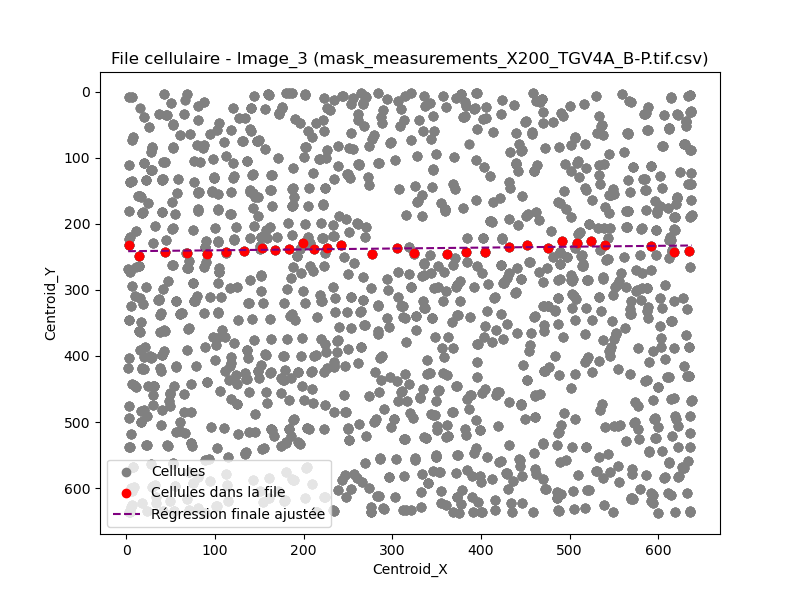 File cellulaire - Image_3 (mask_measurements_X200_TGV4A_B-P.tif.csv)
0
100
200
300
400
500
600
Centroid_Y
Cellules
Cellules dans la file
Régression finale ajustée
0 100 200 300 400 500 600
Centroid_X